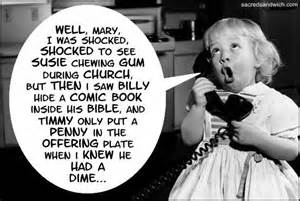 sacredsandwich.com
WELL, MARY,
I WAS SHOCKED,
SHOCKED TO SEE
SUSIE CHEWING GUM
DURING CHURCH,
BUT THEN I SAW BILLY
HIDE A COMIC BOOK
INSIDE HIS BIBLE, AND
TIMMY ONLY PUT A
PENNY IN THE
OFFERING PLATE
WHEN I KNEW HE
HAD A
DIME...